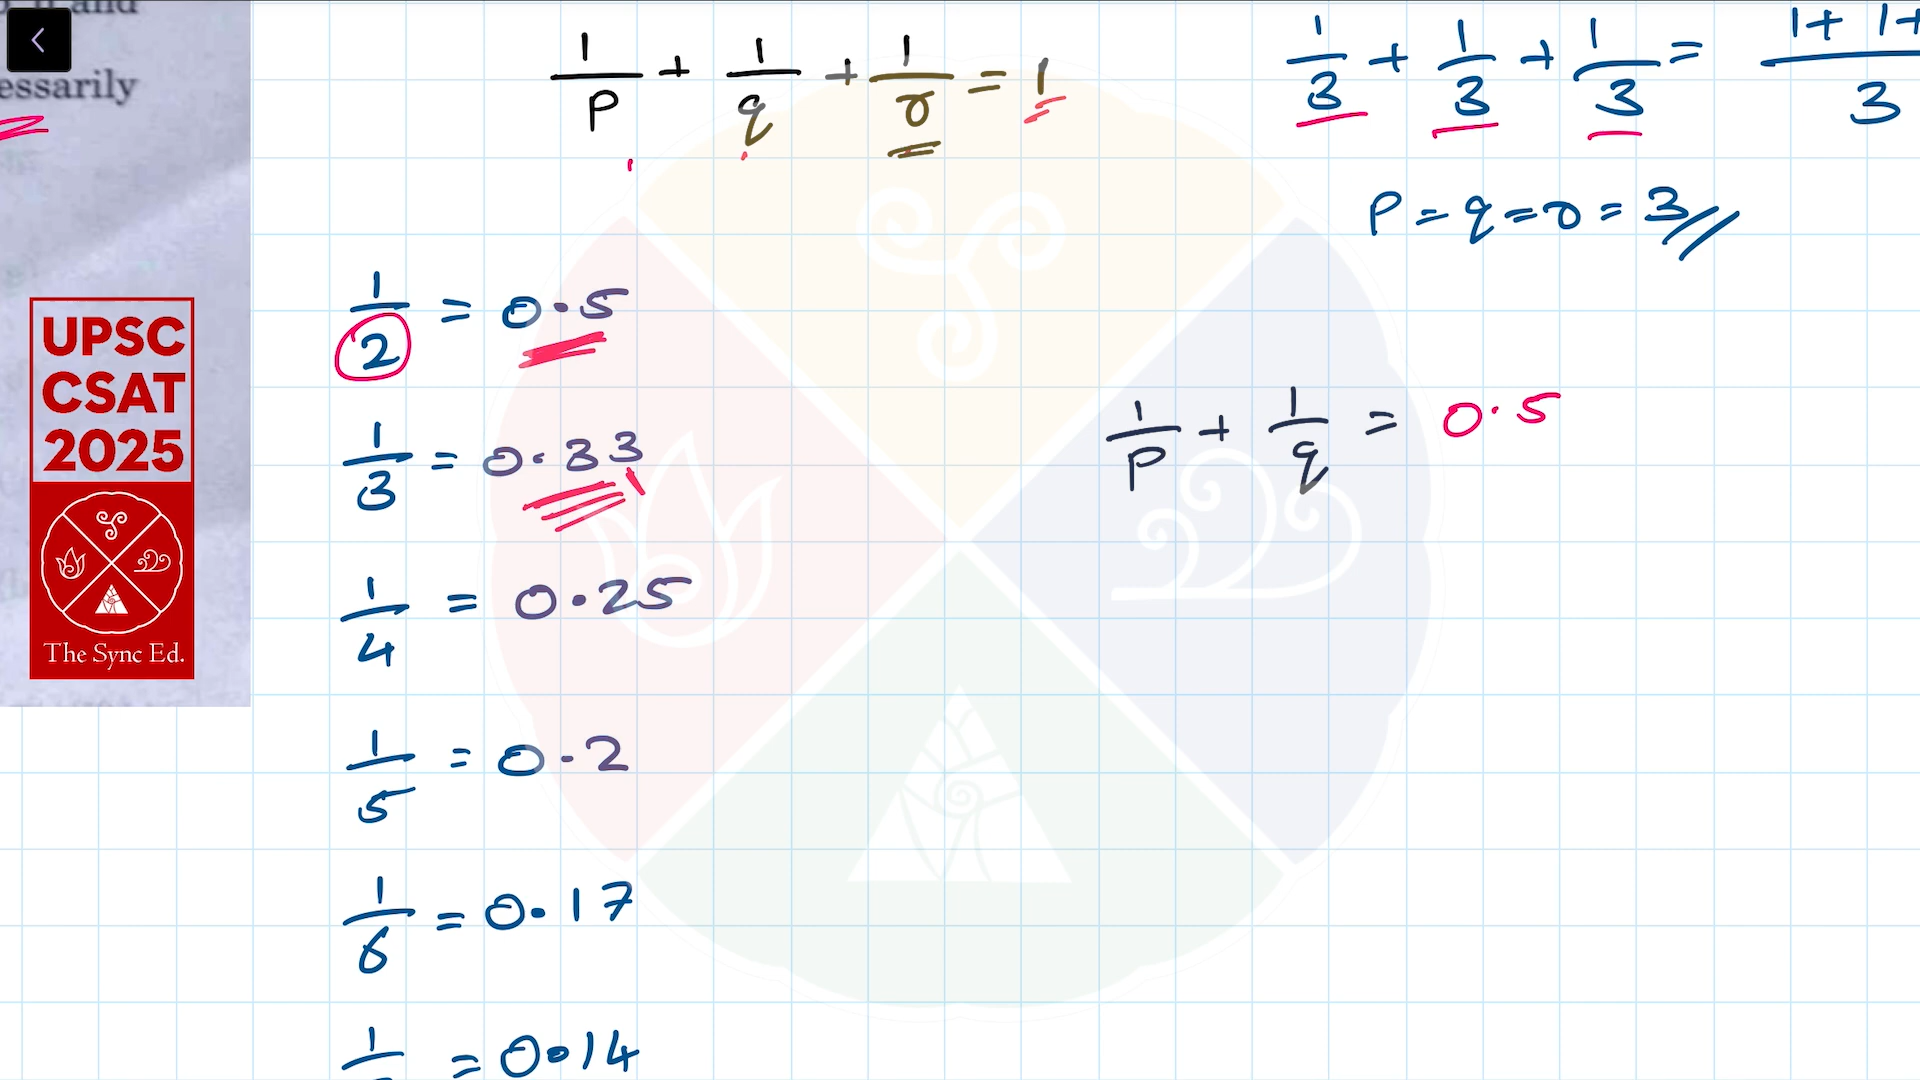 and
essarily
1/p + 1/q + 1/r = 1
1/3 + 1/3 + 1/3 = 1+ 1+/3
p = q = r = 3
1/2 = 0.5
1/3 = 0.33
1/p + 1/q = 0.5
1/4 = 0.25
1/5 = 0.2
1/6 = 0.17
1 = 0.14
UPSC
CSAT
2025
The Sync Ed.